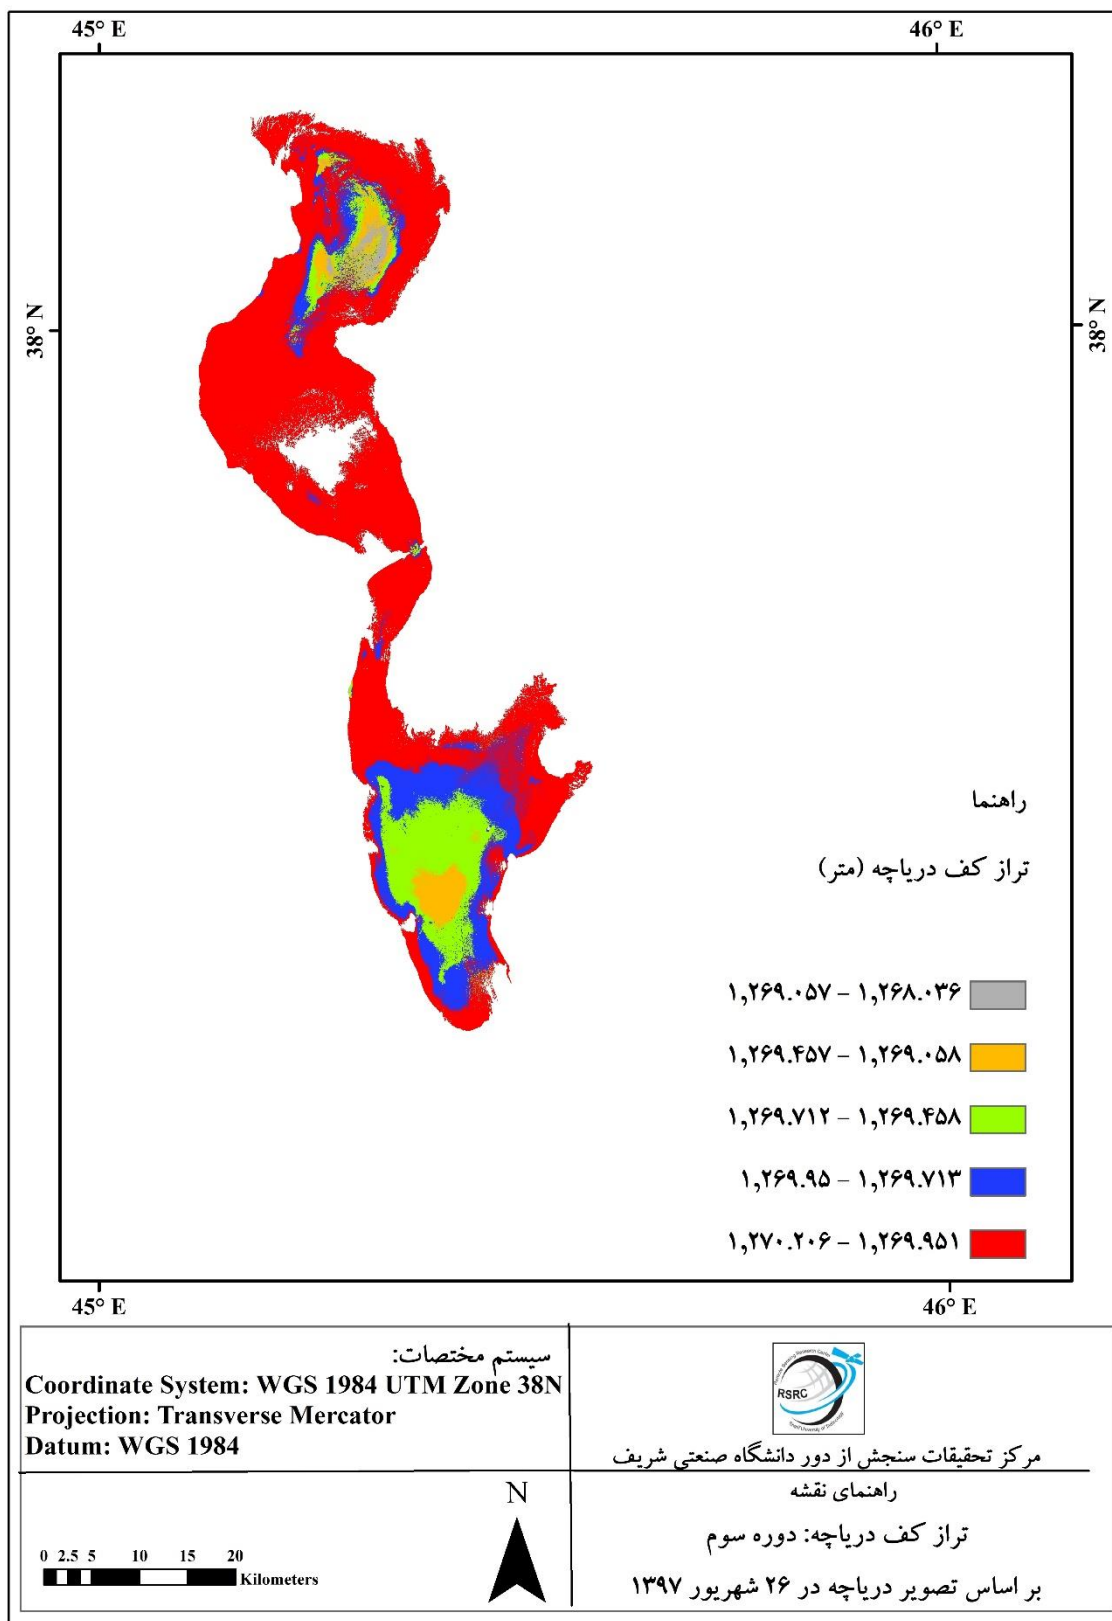 45° E
46° E
38° N
38° N
راهنما
تراز کف دریاچه (متر)
۱,۲۶۹.۰۵۷ – ۱,۲۶۸.۰۳۶
۱,۲۶۹.۴۵۷ – ۱,۲۶۹.۰۵۸
۱,۲۶۹.۷۱۲ – ۱,۲۶۹.۴۵۸
۱,۲۶۹.۹۵ – ۱,۲۶۹.۷۱۳
۱,۲۷۰.۲۰۶ – ۱,۲۶۹.۹۵۱
45° E
46° E
سیستم مختصات:
Coordinate System: WGS 1984 UTM Zone 38N
Projection: Transverse Mercator
Datum: WGS 1984
RSRC
مرکز تحقیقات سنجش از دور دانشگاه صنعتی شریف
راهنمای نقشه
تراز کف دریاچه: دوره سوم
بر اساس تصویر دریاچه در ۲۶ شهریور ۱۳۹۷
N
0 2.5 5 10 15 20
Kilometers